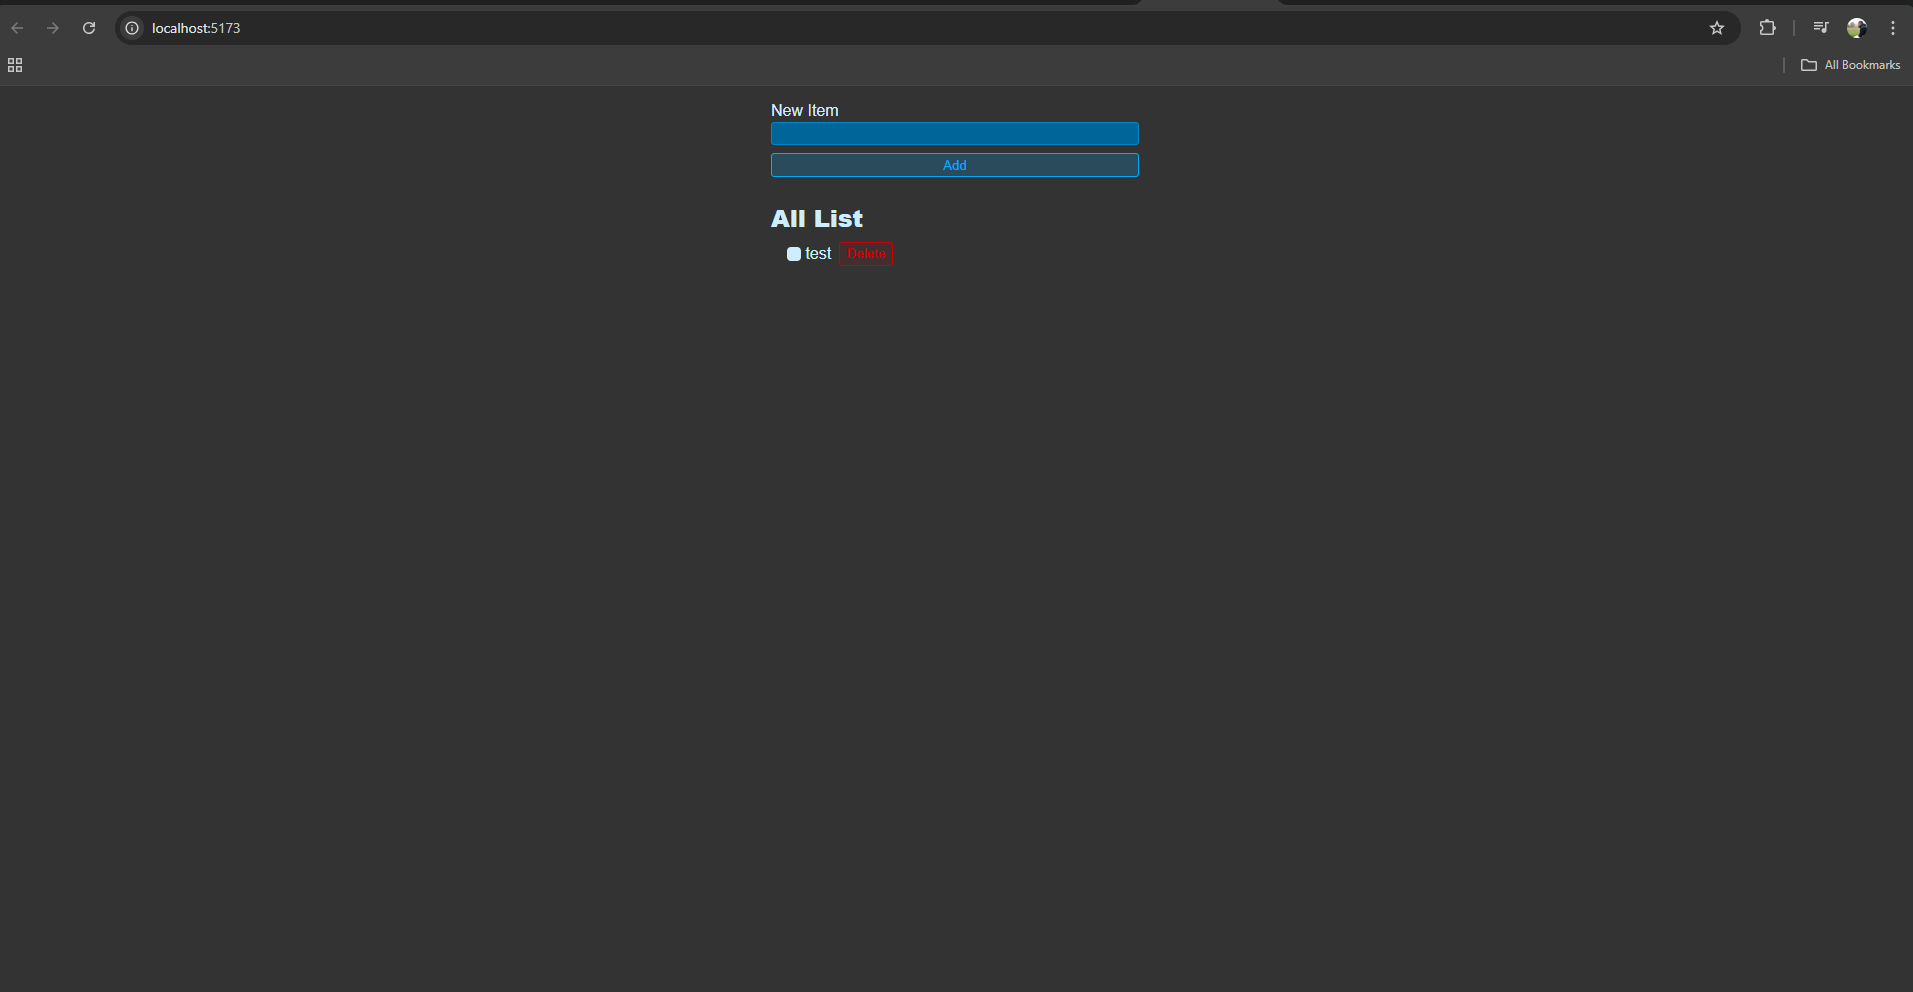 localhost:5173
All Bookmarks
New Item
Add
All List
test Delete